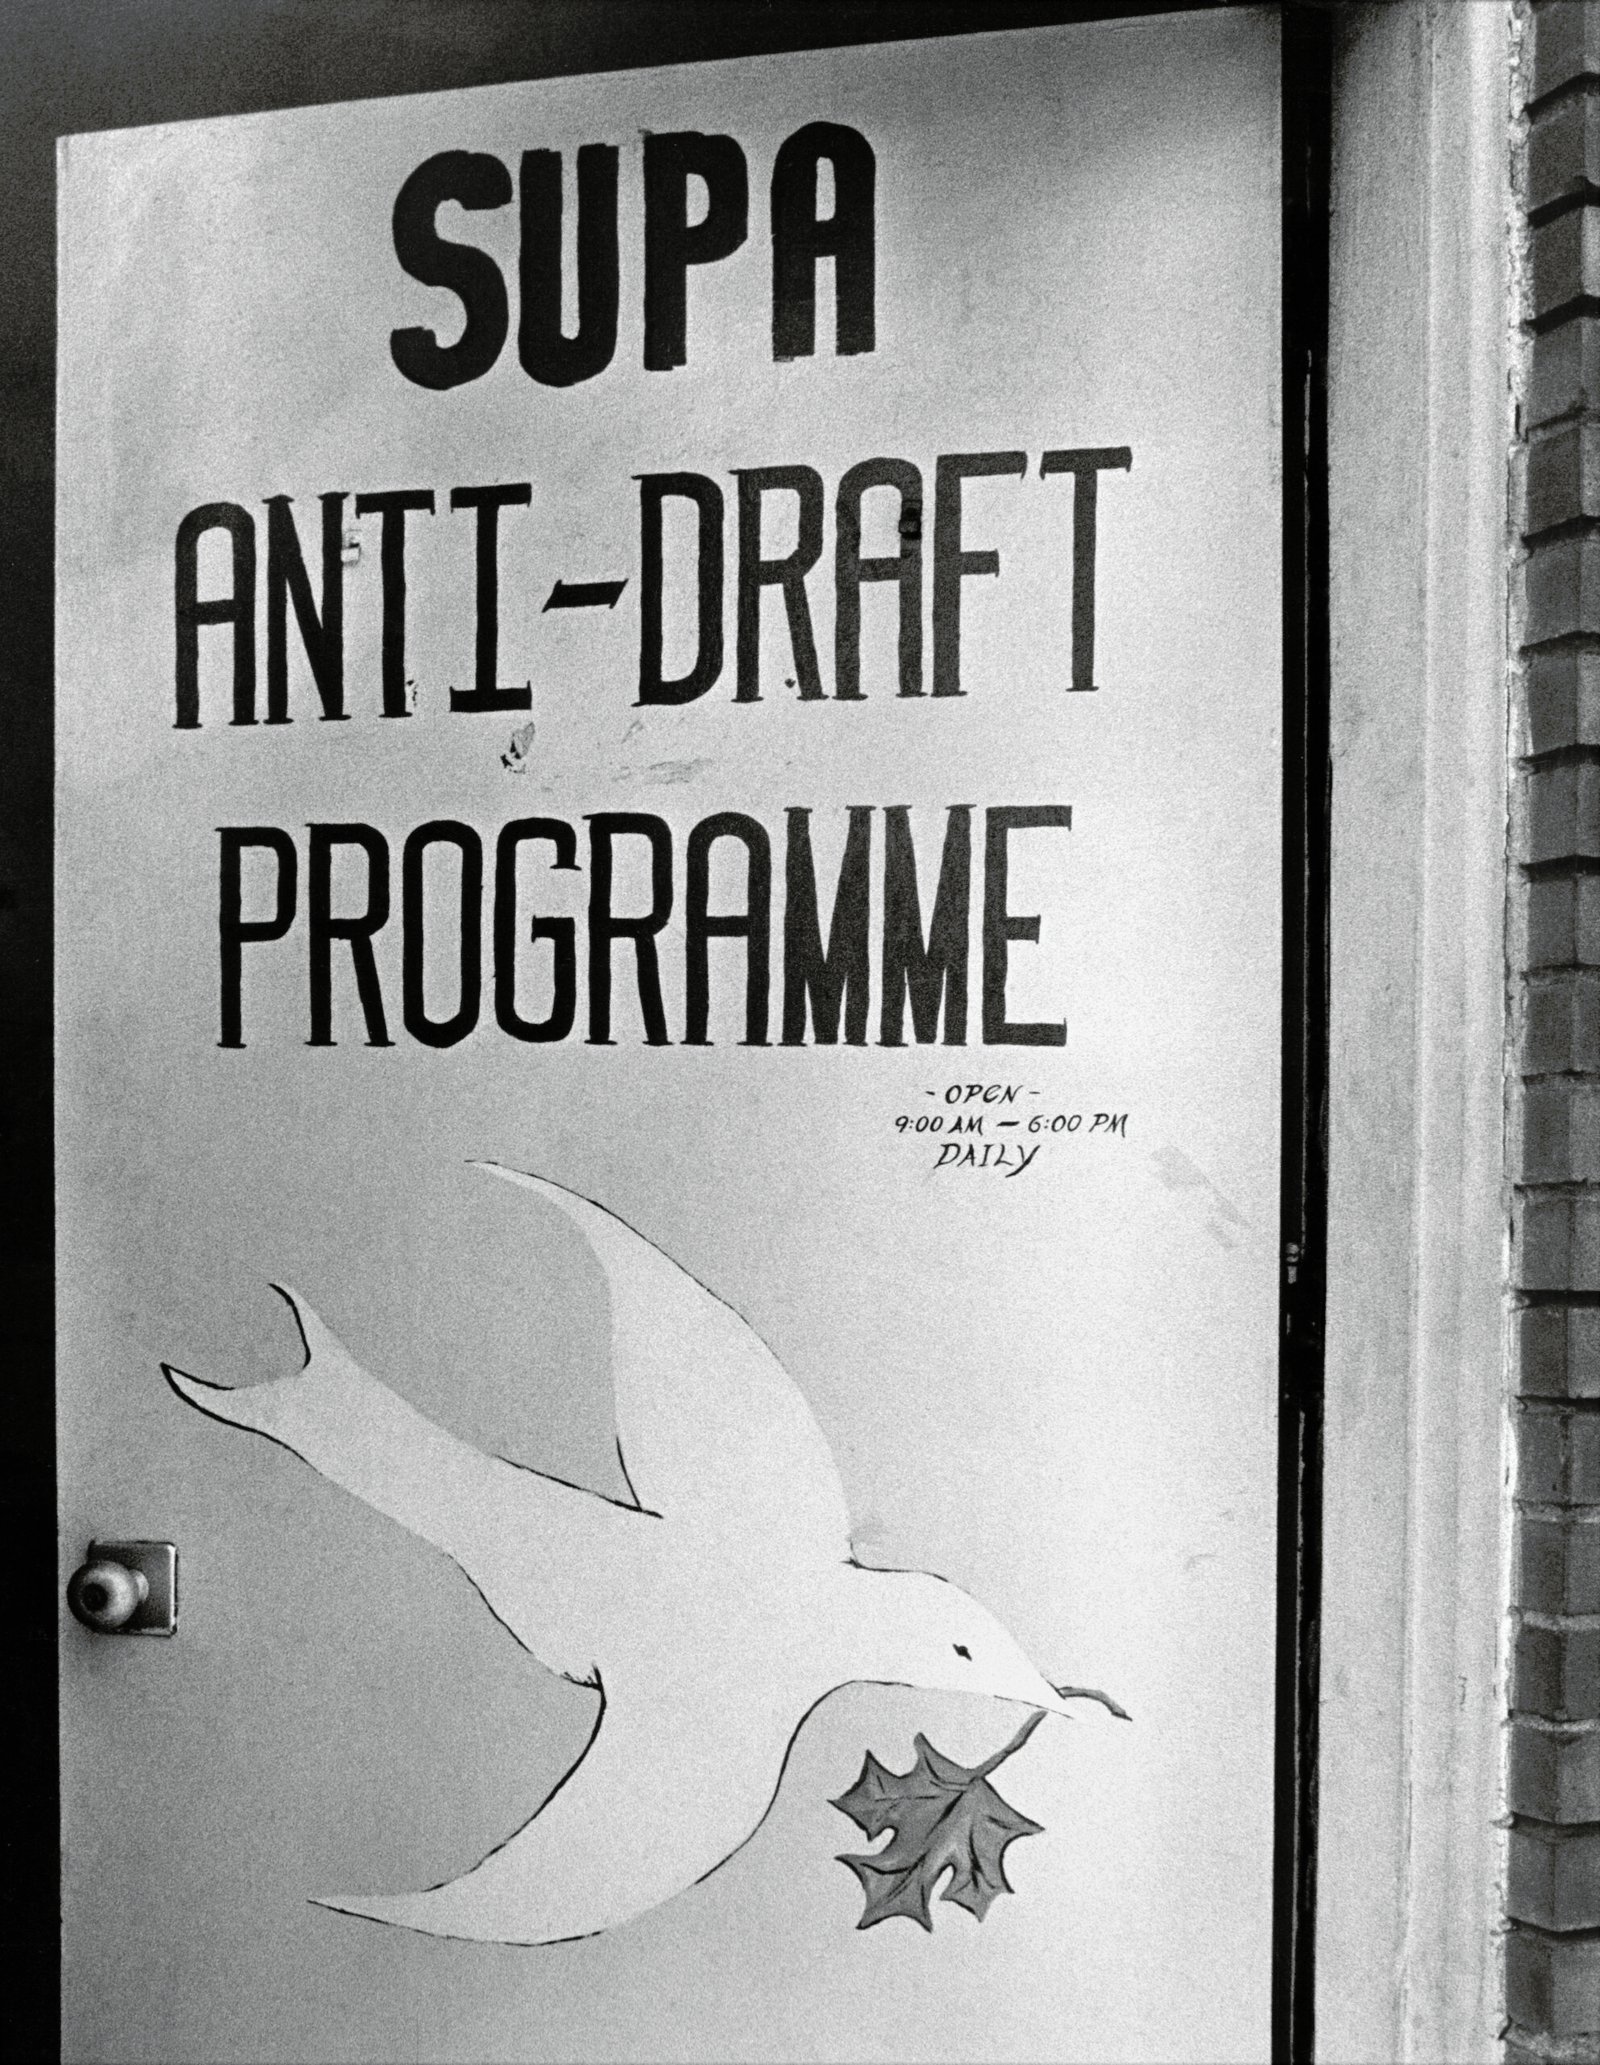 SUPA
ANTI-DRAFT
PROGRAMME
- OPEN -
9:00 AM — 6:00 PM
DAILY